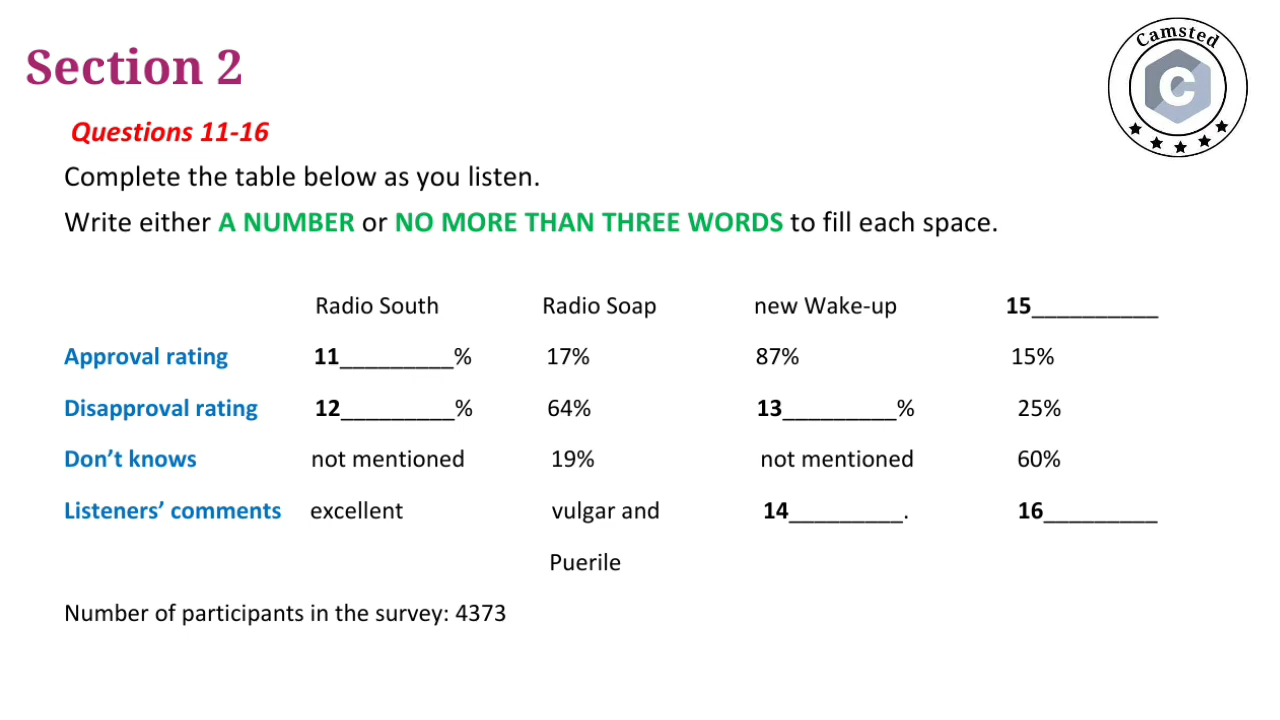 Camsted
C
Section 2
Questions 11-16
Complete the table below as you listen.
Write either A NUMBER or NO MORE THAN THREE WORDS to fill each space.
Radio South Radio Soap new Wake-up 15__________
Approval rating 11_________% 17% 87% 15%
Disapproval rating 12_________% 64% 13_________% 25%
Don’t knows not mentioned 19% not mentioned 60%
Listeners’ comments excellent vulgar and 14_________. 16_________
Puerile
Number of participants in the survey: 4373